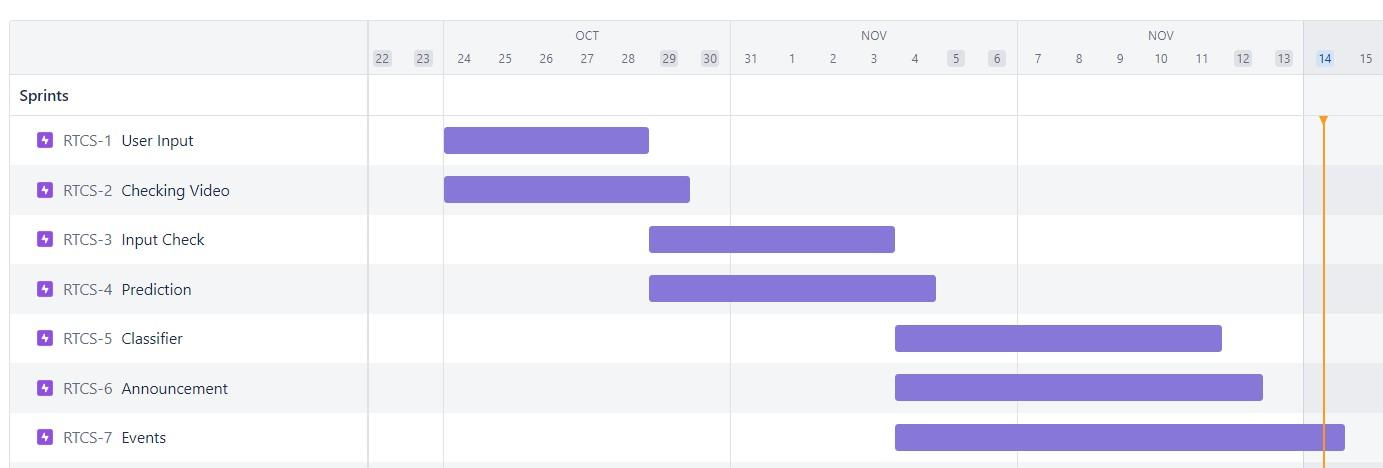 OCT NOV NOV
22 23 24 25 26 27 28 29 30 31 1 2 3 4 5 6 7 8 9 10 11 12 13 14 15
Sprints
RTCS-1 User Input
RTCS-2 Checking Video
RTCS-3 Input Check
RTCS-4 Prediction
RTCS-5 Classifier
RTCS-6 Announcement
RTCS-7 Events